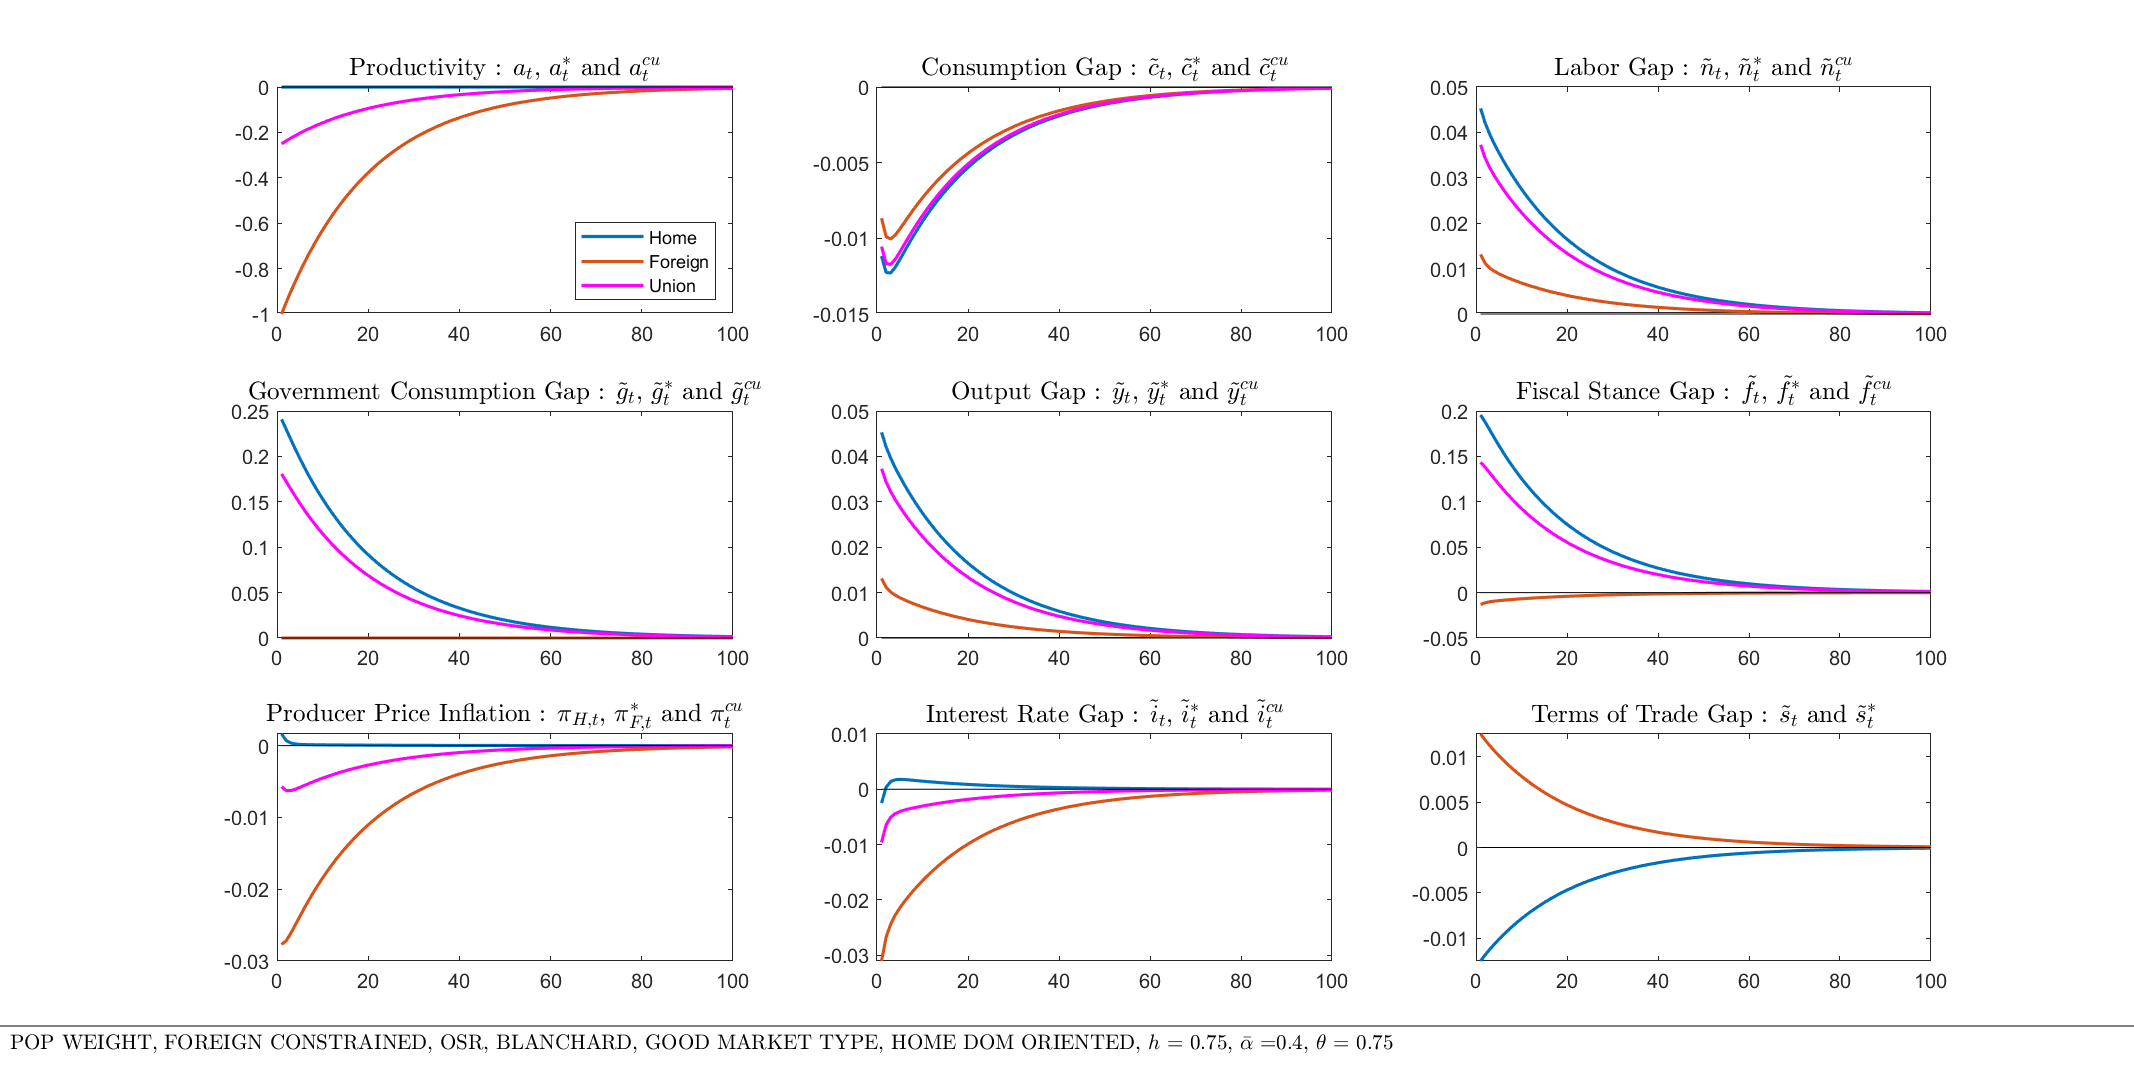 Productivity : a_t, a_t^* and a_t^{cu}
0
-0.2
-0.4
-0.6
-0.8
-1
0 20 40 60 80 100
Home
Foreign
Union
Consumption Gap : c̃_t, c̃_t^* and c̃_t^{cu}
0
-0.005
-0.01
-0.015
0 20 40 60 80 100
Labor Gap : ñ_t, ñ_t^* and ñ_t^{cu}
0.05
0.04
0.03
0.02
0.01
0
0 20 40 60 80 100
Government Consumption Gap : g̃_t, g̃_t^* and g̃_t^{cu}
0.25
0.2
0.15
0.1
0.05
0
0 20 40 60 80 100
Output Gap : ỹ_t, ỹ_t^* and ỹ_t^{cu}
0.05
0.04
0.03
0.02
0.01
0
0 20 40 60 80 100
Fiscal Stance Gap : f̃_t, f̃_t^* and f̃_t^{cu}
0.2
0.15
0.1
0.05
0
-0.05
0 20 40 60 80 100
Producer Price Inflation : π_{H,t}, π_{F,t}^* and π_t^{cu}
0
-0.01
-0.02
-0.03
0 20 40 60 80 100
Interest Rate Gap : ĩ_t, ĩ_t^* and ĩ_t^{cu}
0.01
0
-0.01
-0.02
-0.03
0 20 40 60 80 100
Terms of Trade Gap : s̃_t and s̃_t^*
0.01
0.005
0
-0.005
-0.01
0 20 40 60 80 100
POP WEIGHT, FOREIGN CONSTRAINED, OSR, BLANCHARD, GOOD MARKET TYPE, HOME DOM ORIENTED, h = 0.75, ᾱ =0.4, θ = 0.75